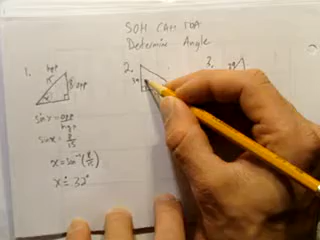 SOH CAH TOA
Determine Angle
1.
hyp
15
8 opp
x
sin x = opp
hyp
sin x = 8
15
x = sin⁻¹ (8/15)
x ≐ 32°
2.
3.